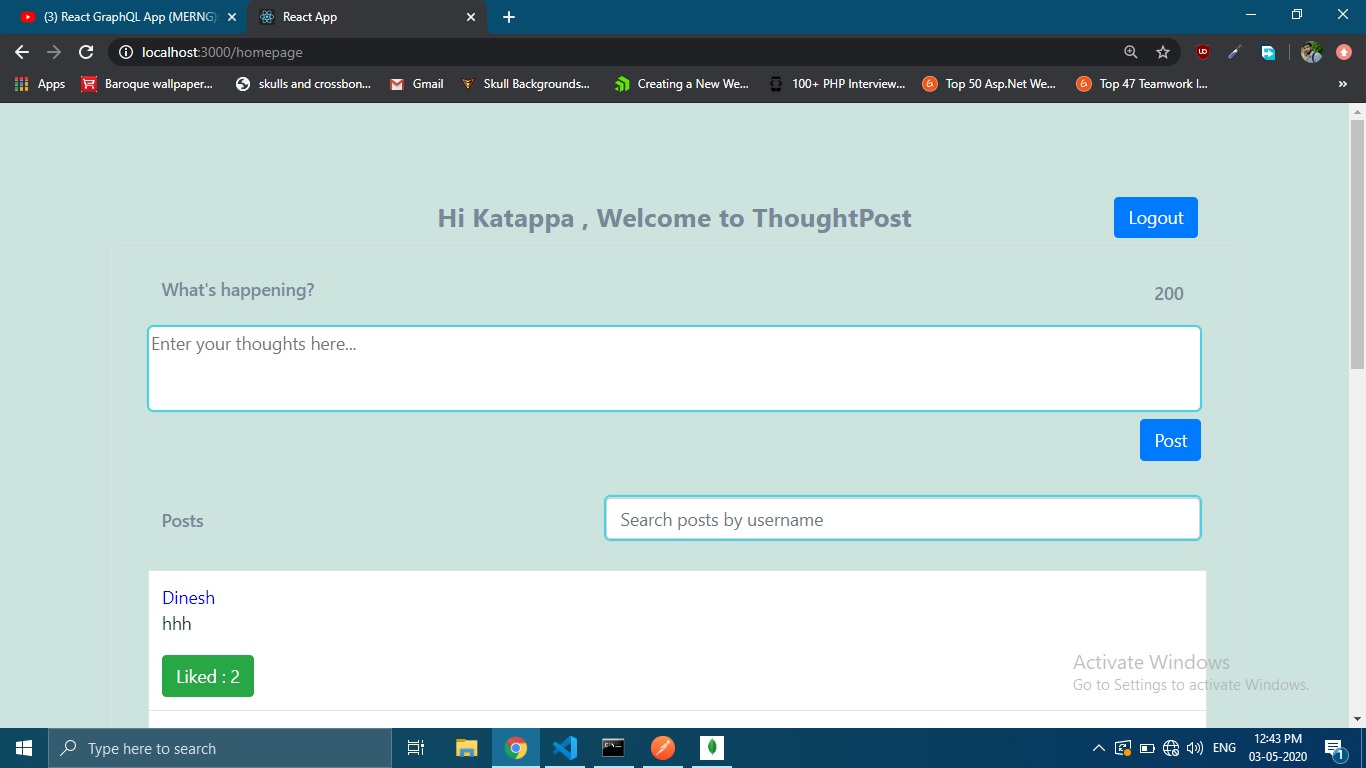 (3) React GraphQL App (MERNG)
React App
localhost:3000/homepage
Apps
Baroque wallpaper...
skulls and crossbon...
Gmail
Skull Backgrounds...
Creating a New We...
100+ PHP Interview...
Top 50 Asp.Net We...
Top 47 Teamwork I...
»
Hi Katappa , Welcome to ThoughtPost
Logout
What's happening?
200
Enter your thoughts here...
Post
Posts
Search posts by username
Dinesh
hhh
Liked : 2
Activate Windows
Go to Settings to activate Windows.
Type here to search
ENG
12:43 PM
03-05-2020
1